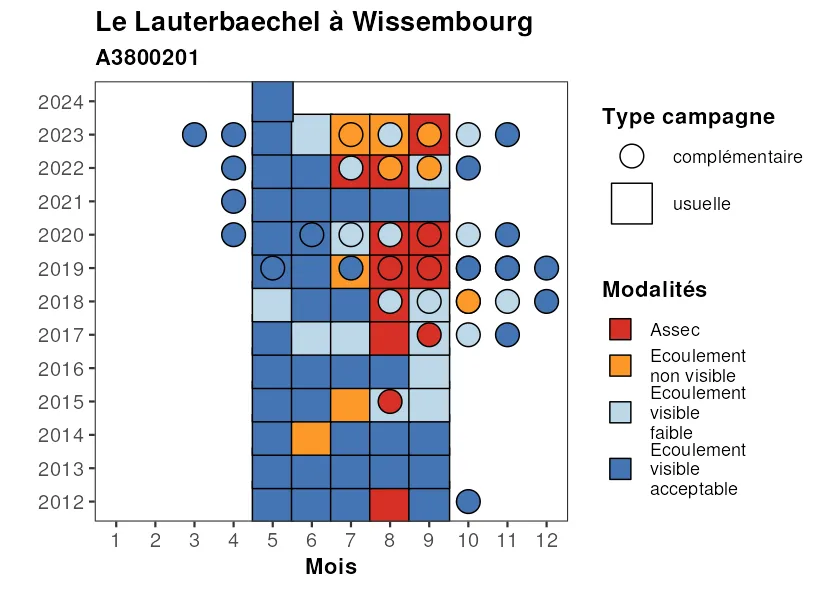 Le Lauterbaechel à Wissembourg
A3800201
2024
2023
2022
2021
2020
2019
2018
2017
2016
2015
2014
2013
2012
1 2 3 4 5 6 7 8 9 10 11 12
Mois
Type campagne
complémentaire
usuelle
Modalités
Assec
Ecoulement
non visible
Ecoulement
visible
faible
Ecoulement
visible
acceptable